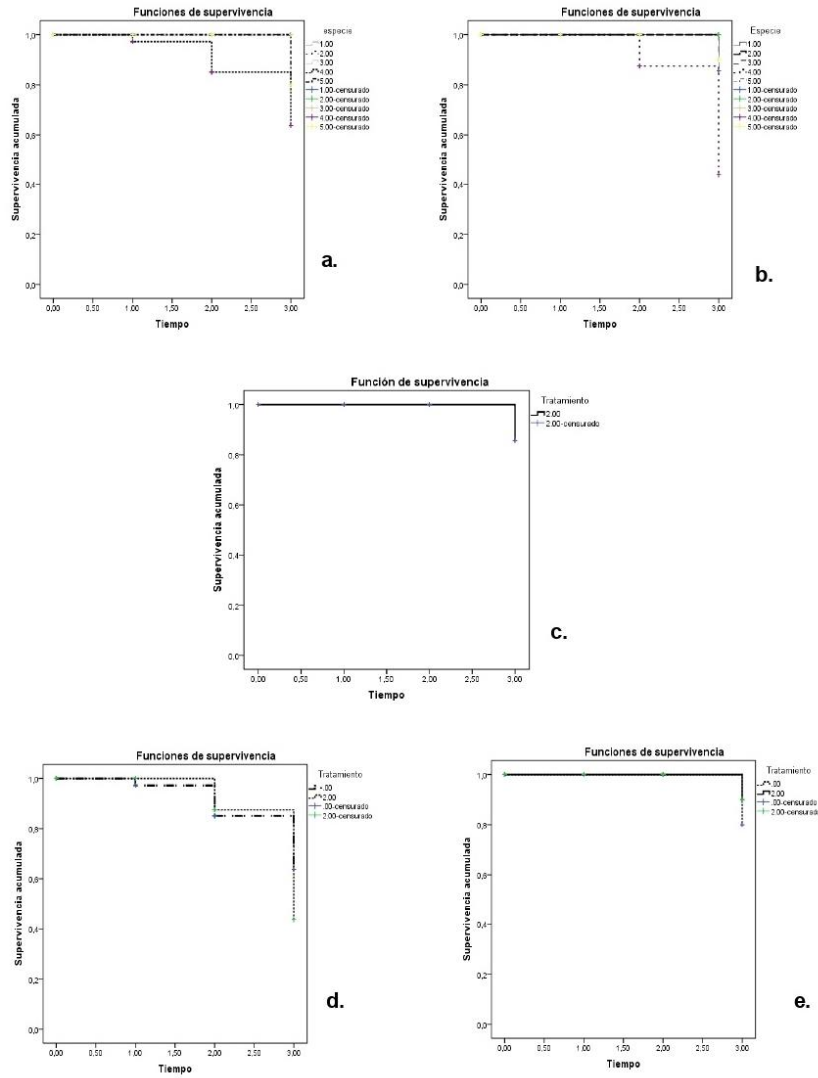 Funciones de supervivencia
especie
1.00
2.00
3.00
4.00
5.00
1.00-censurado
2.00-censurado
3.00-censurado
4.00-censurado
5.00-censurado
Supervivencia acumulada
1,0
0,8
0,6
0,4
0,2
0,0
0,00 0,50 1,00 1,50 2,00 2,50 3,00
Tiempo
a.
Funciones de supervivencia
Especie
1.00
2.00
3.00
4.00
5.00
1.00-censurado
2.00-censurado
3.00-censurado
4.00-censurado
5.00-censurado
Supervivencia acumulada
1,0
0,8
0,6
0,4
0,2
0,0
0,00 0,50 1,00 1,50 2,00 2,50 3,00
Tiempo
b.
Función de supervivencia
Tratamiento
2.00
2.00-censurado
Supervivencia acumulada
1,0
0,8
0,6
0,4
0,2
0,0
0,00 0,50 1,00 1,50 2,00 2,50 3,00
Tiempo
c.
Funciones de supervivencia
Tratamiento
.00
2.00
.00-censurado
2.00-censurado
Supervivencia acumulada
1,0
0,8
0,6
0,4
0,2
0,0
0,00 0,50 1,00 1,50 2,00 2,50 3,00
Tiempo
d.
Funciones de supervivencia
Tratamiento
.00
2.00
.00-censurado
2.00-censurado
Supervivencia acumulada
1,0
0,8
0,6
0,4
0,2
0,0
0,00 0,50 1,00 1,50 2,00 2,50 3,00
Tiempo
e.